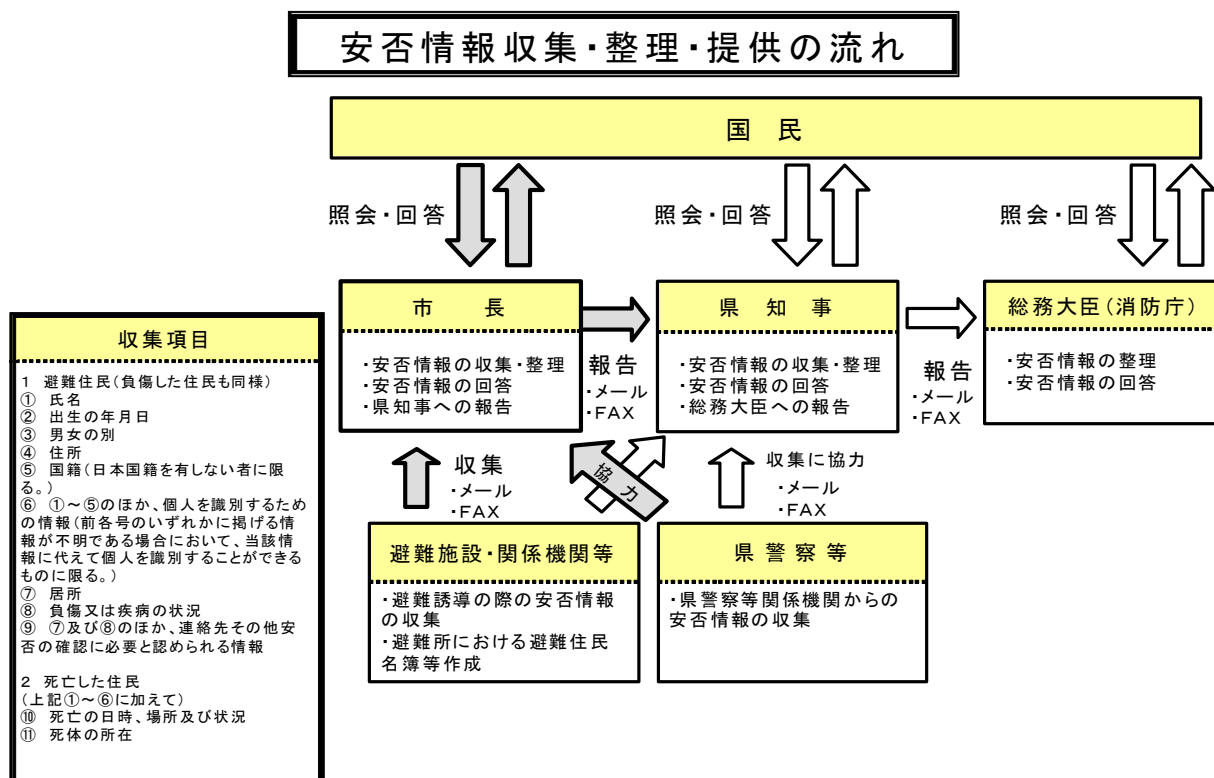 安否情報収集・整理・提供の流れ
国　民
照会・回答
照会・回答
照会・回答
市　　長
・安否情報の収集・整理
・安否情報の回答
・県知事への報告
報告
・メール
・FAX
県　知　事
・安否情報の収集・整理
・安否情報の回答
・総務大臣への報告
報告
・メール
・FAX
総務大臣（消防庁）
・安否情報の整理
・安否情報の回答
収集
・メール
・FAX
協力
収集に協力
・メール
・FAX
避難施設・関係機関等
・避難誘導の際の安否情報
の収集
・避難所における避難住民
名簿等作成
県警察等
・県警察等関係機関からの
安否情報の収集
収集項目
1　避難住民（負傷した住民も同様）
①　氏名
②　出生の年月日
③　男女の別
④　住所
⑤　国籍（日本国籍を有しない者に限
る。）
⑥　①～⑤のほか、個人を識別するため
の情報（前各号のいずれかに掲げる情
報が不明である場合において、当該情
報に代えて個人を識別することができる
ものに限る。）
⑦　居所
⑧　負傷又は疾病の状況
⑨　⑦及び⑧のほか、連絡先その他安
否の確認に必要と認められる情報
2　死亡した住民
（上記①～⑥に加えて）
⑩　死亡の日時、場所及び状況
⑪　死体の所在